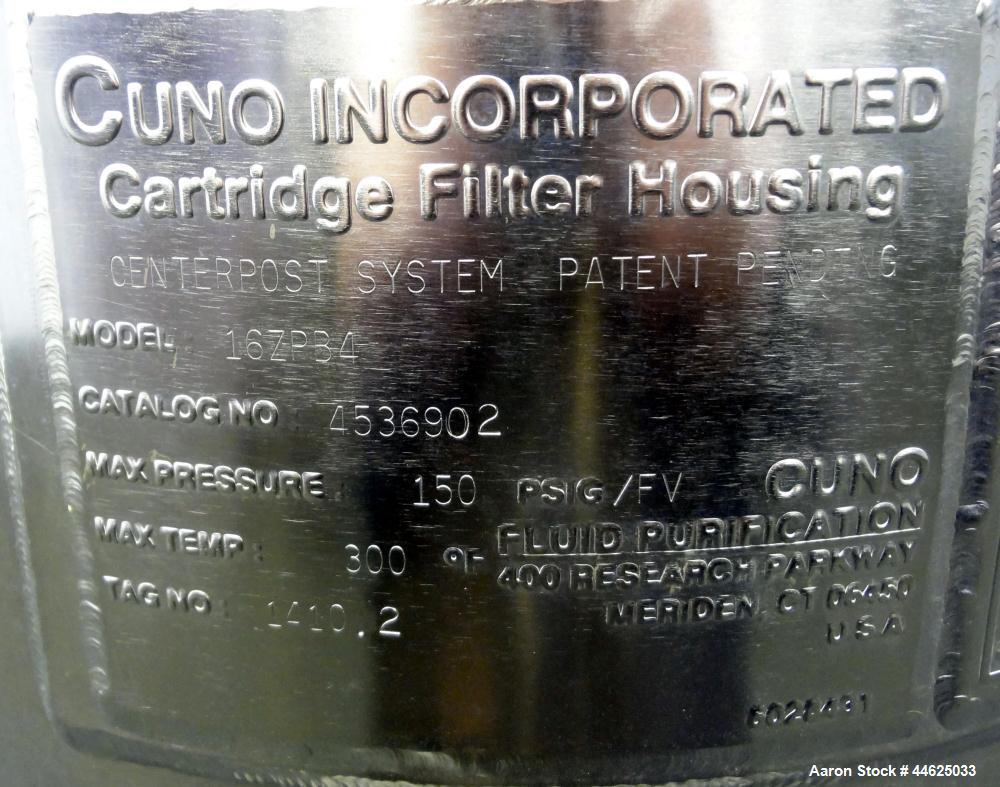 CUNO INCORPORATED
Cartridge Filter Housing
CENTERPOST SYSTEM PATENT PENDING
MODEL: 16ZPB4
CATALOG NO: 4536902
MAX PRESSURE: 150 PSIG/FV
MAX TEMP: 300 °F
TAG NO: 1410.2
CUNO
FLUID PURIFICATION
400 RESEARCH PARKWAY
MERIDEN, CT 06450
USA
Aaron Stock # 44625033